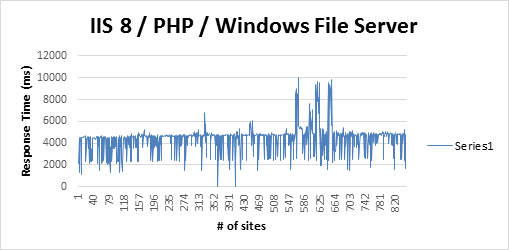 IIS 8 / PHP / Windows File Server
12000
10000
8000
6000
4000
2000
0
Response Time (ms)
1 40 79 118 157 196 235 274 313 352 391 430 469 508 547 586 625 664 703 742 781 820
# of sites
Series1